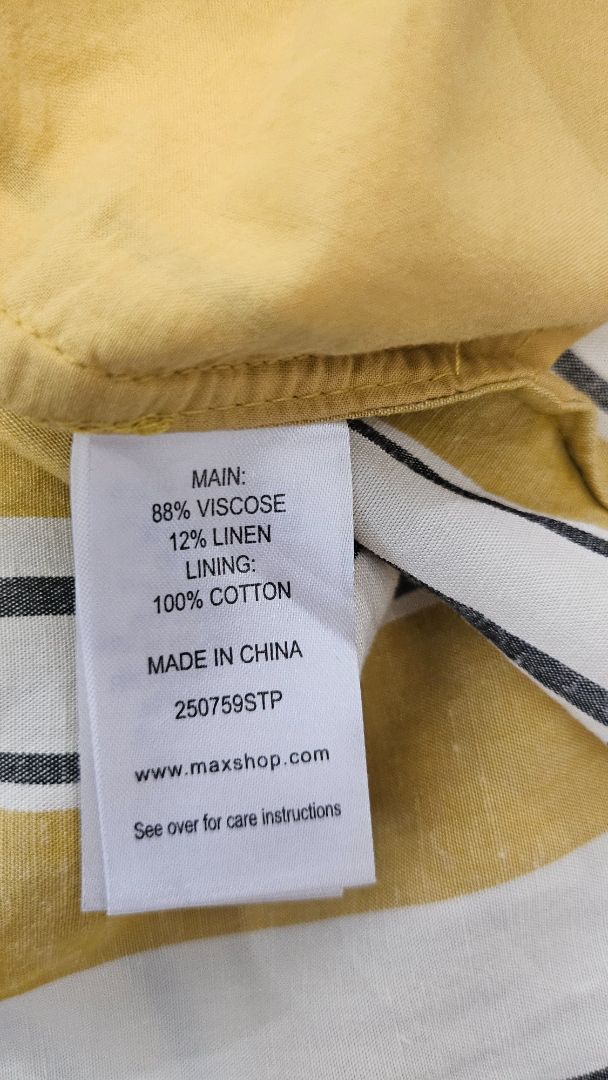 MAIN:
88% VISCOSE
12% LINEN
LINING:
100% COTTON
MADE IN CHINA
250759STP
www.maxshop.com
See over for care instructions